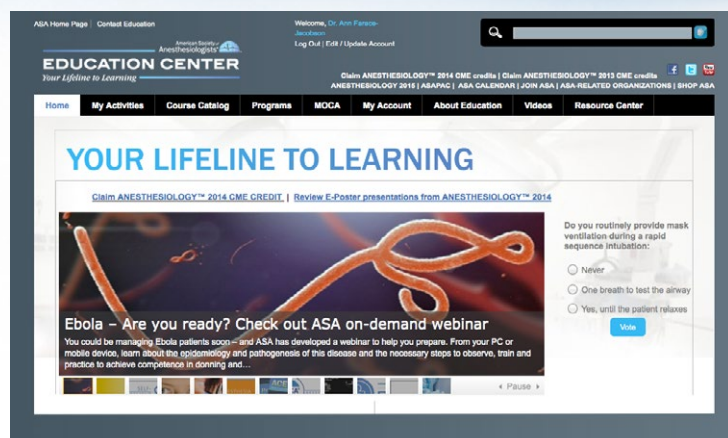 ASA Home Page | Contact Education
Welcome, Dr. Ann Farace-
Jacobson
Log Out | Edit / Update Account
American Society of
Anesthesiologists
EDUCATION CENTER
Your Lifeline to Learning
Claim ANESTHESIOLOGY™ 2014 CME credits | Claim ANESTHESIOLOGY™ 2013 CME credits
ANESTHESIOLOGY 2015 | ASAPAC | ASA CALENDAR | JOIN ASA | ASA-RELATED ORGANIZATIONS | SHOP ASA
Home My Activities Course Catalog Programs MOCA My Account About Education Videos Resource Center
YOUR LIFELINE TO LEARNING
Claim ANESTHESIOLOGY™ 2014 CME CREDIT | Review E-Poster presentations from ANESTHESIOLOGY™ 2014
Ebola – Are you ready? Check out ASA on-demand webinar
You could be managing Ebola patients soon – and ASA has developed a webinar to help you prepare. From your PC or
mobile device, learn about the epidemiology and pathogenesis of this disease and the necessary steps to observe, train and
practice to achieve competence in donning and...
Pause
Do you routinely provide mask
ventilation during a rapid
sequence intubation:
Never
One breath to test the airway
Yes, until the patient relaxes
Vote